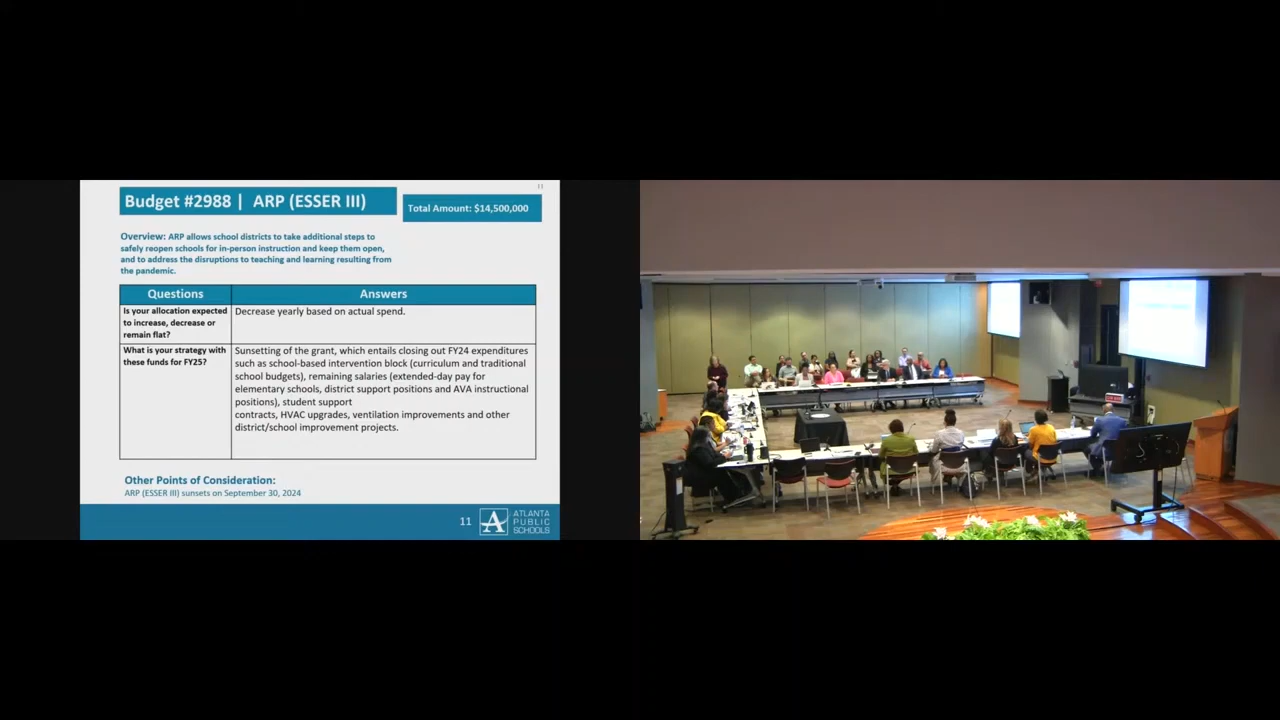 11
Budget #2988 | ARP (ESSER III)
Total Amount: $14,500,000
Overview: ARP allows school districts to take additional steps to
safely reopen schools for in-person instruction and keep them open,
and to address the disruptions to teaching and learning resulting from
the pandemic.
Questions
Answers
Is your allocation expected
to increase, decrease or
remain flat?
Decrease yearly based on actual spend.
What is your strategy with
these funds for FY25?
Sunsetting of the grant, which entails closing out FY24 expenditures
such as school-based intervention block (curriculum and traditional
school budgets), remaining salaries (extended-day pay for
elementary schools, district support positions and AVA instructional
positions), student support
contracts, HVAC upgrades, ventilation improvements and other
district/school improvement projects.
Other Points of Consideration:
ARP (ESSER III) sunsets on September 30, 2024
11
A
ATLANTA
PUBLIC
SCHOOLS